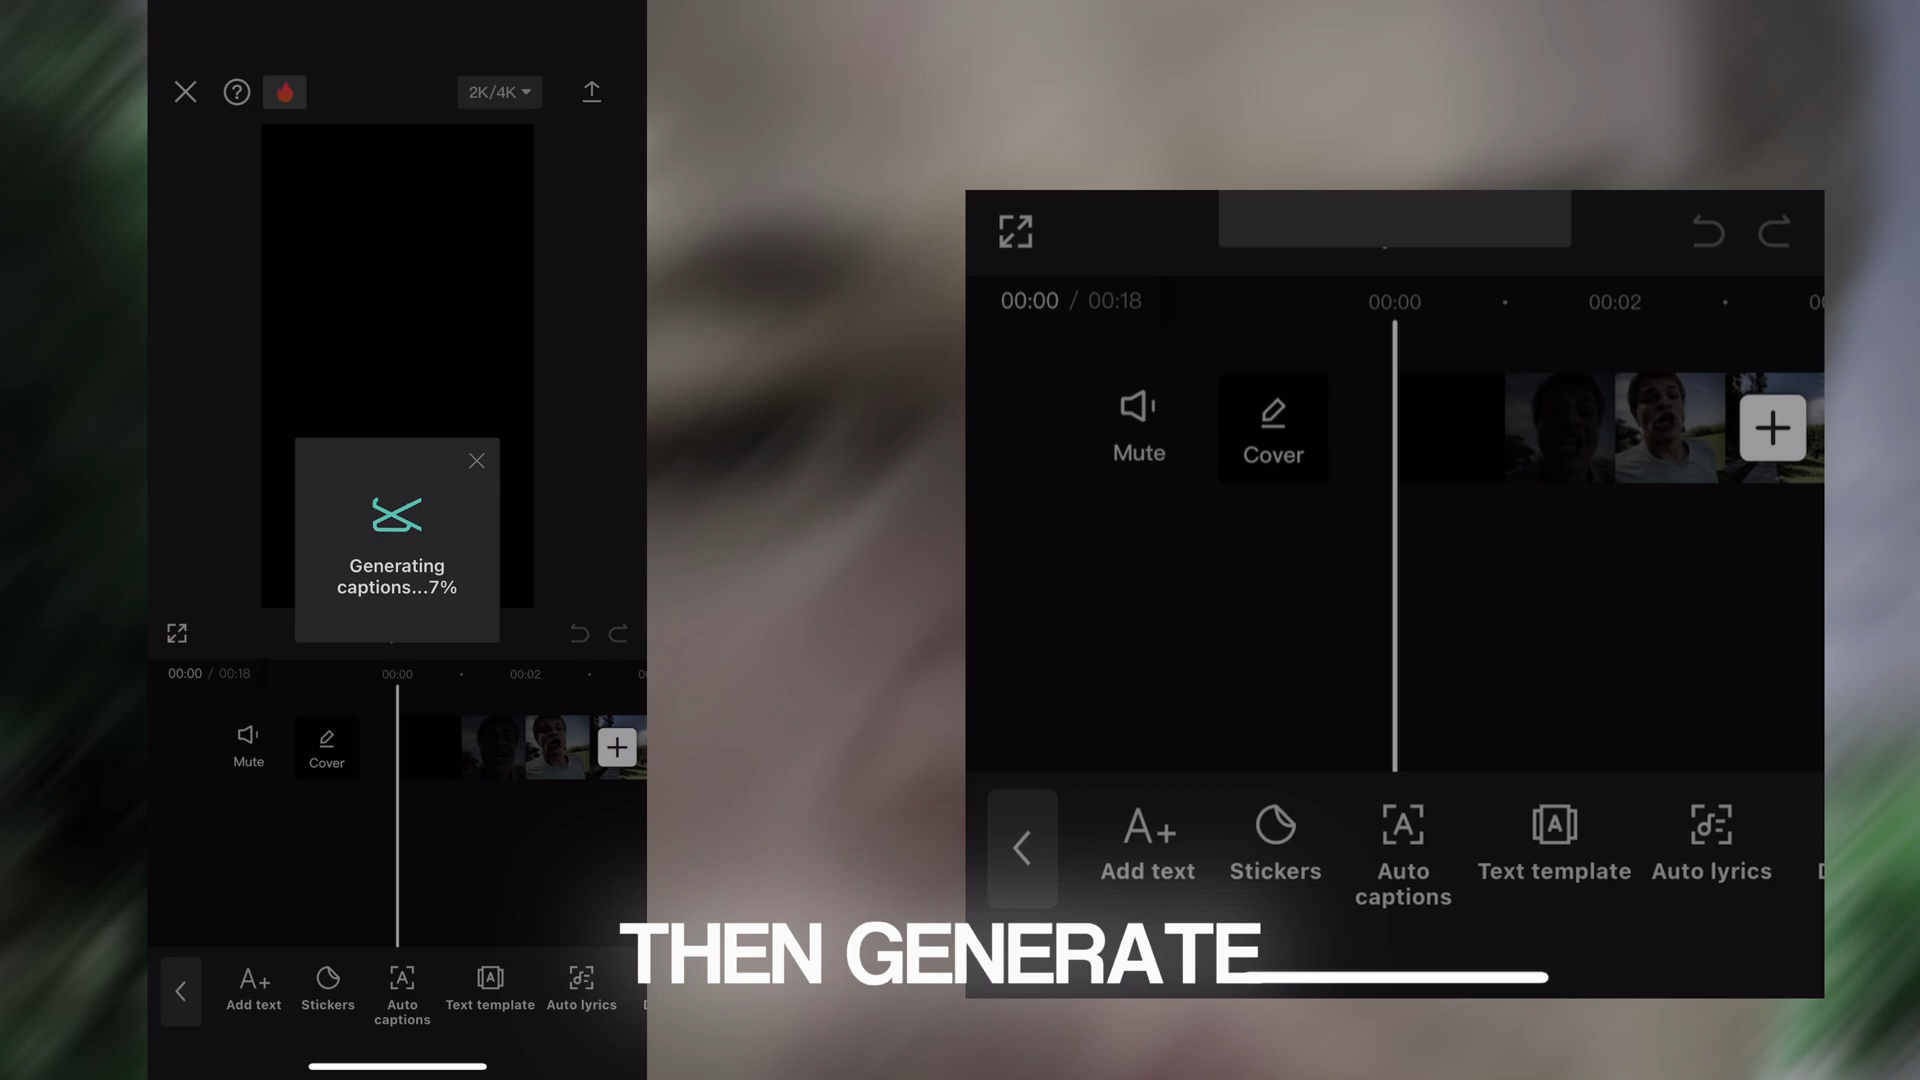 2K/4K
Generating
captions...7%
00:00 / 00:18
00:00
00:02
Mute
Cover
Add text
Stickers
Auto
captions
Text template
Auto lyrics
00:00 / 00:18
00:00
00:02
Mute
Cover
Add text
Stickers
Auto
captions
Text template
Auto lyrics
THEN GENERATE